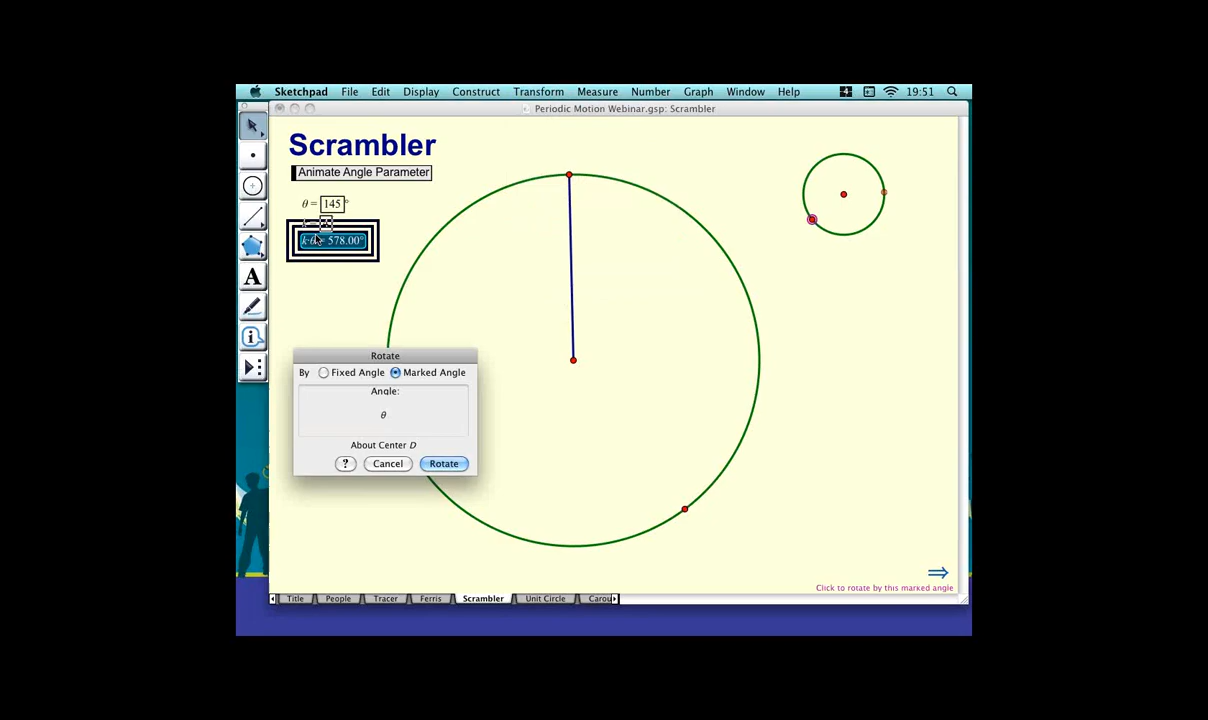 Sketchpad File Edit Display Construct Transform Measure Number Graph Window Help 4 19:51
Periodic Motion Webinar.gsp: Scrambler
Scrambler
Animate Angle Parameter
θ = 145°
k·θ = 578.00°
A
Rotate
By Fixed Angle Marked Angle
Angle:
θ
About Center D
? Cancel Rotate
Click to rotate by this marked angle
Title People Tracer Ferris Scrambler Unit Circle Carou